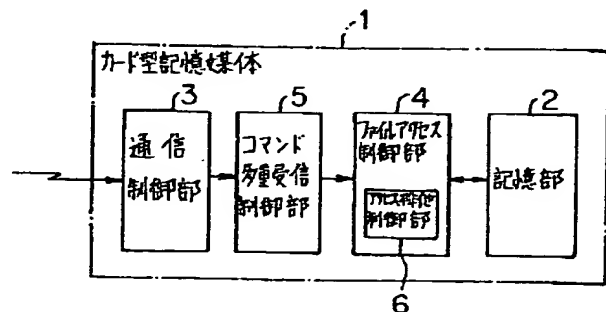 1
カード型記憶媒体
3
5
4
2
通信
制御部
コマンド
多重受信
制御部
ファイルアクセス
制御部
アクセス排他
制御部
記憶部
6